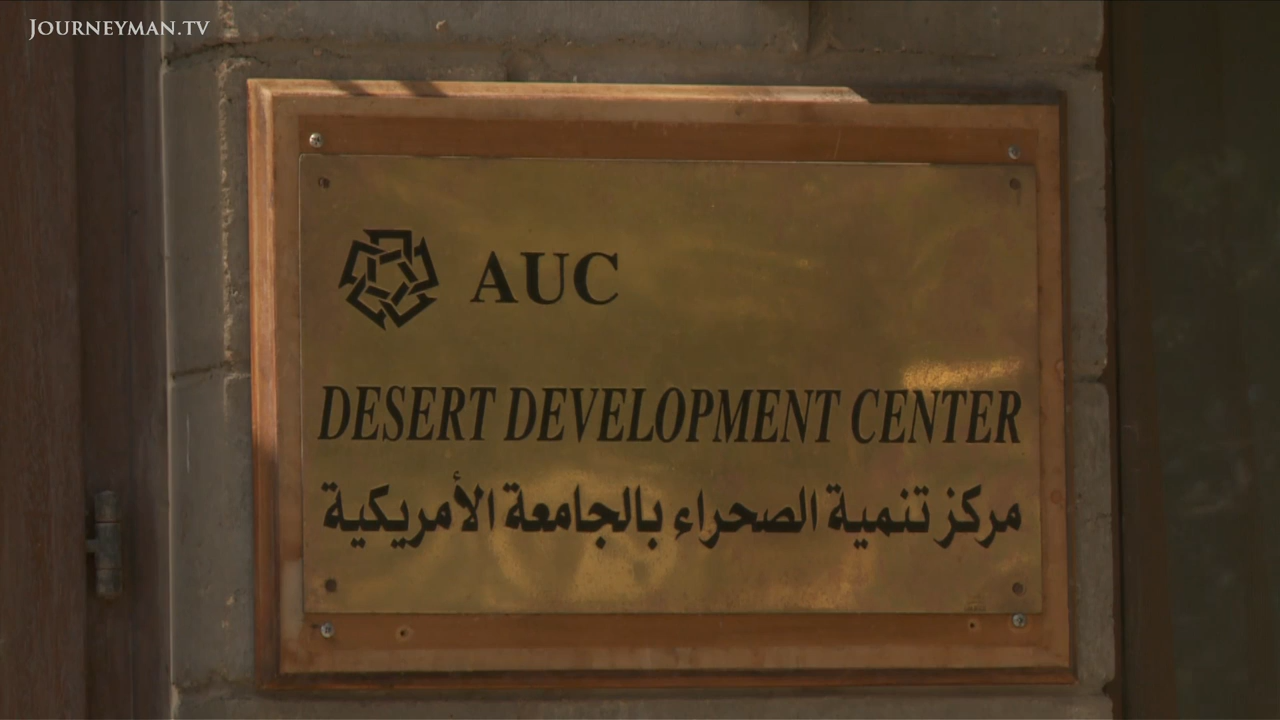 JOURNEYMAN.TV
AUC
DESERT DEVELOPMENT CENTER
مركز تنمية الصحراء بالجامعة الأمريكية